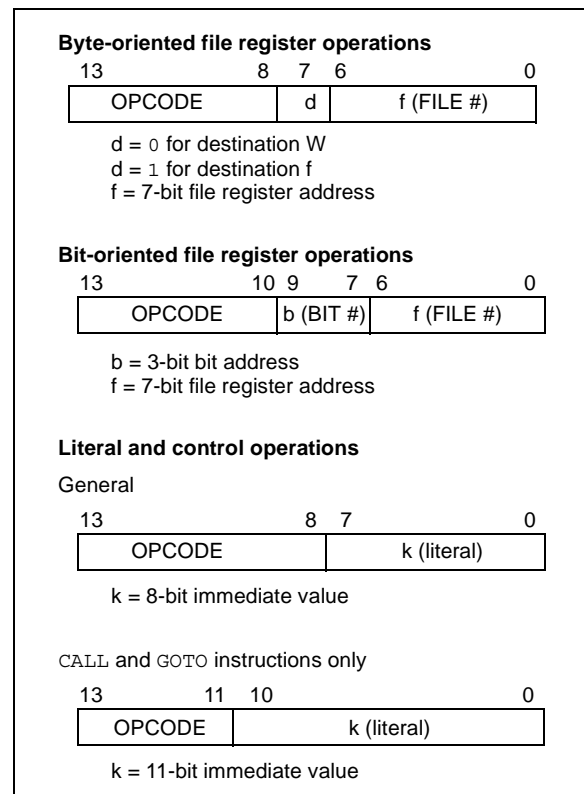 Byte-oriented file register operations
13 8 7 6 0
OPCODE d f (FILE #)
d = 0 for destination W
d = 1 for destination f
f = 7-bit file register address
Bit-oriented file register operations
13 10 9 7 6 0
OPCODE b (BIT #) f (FILE #)
b = 3-bit bit address
f = 7-bit file register address
Literal and control operations
General
13 8 7 0
OPCODE k (literal)
k = 8-bit immediate value
CALL and GOTO instructions only
13 11 10 0
OPCODE k (literal)
k = 11-bit immediate value